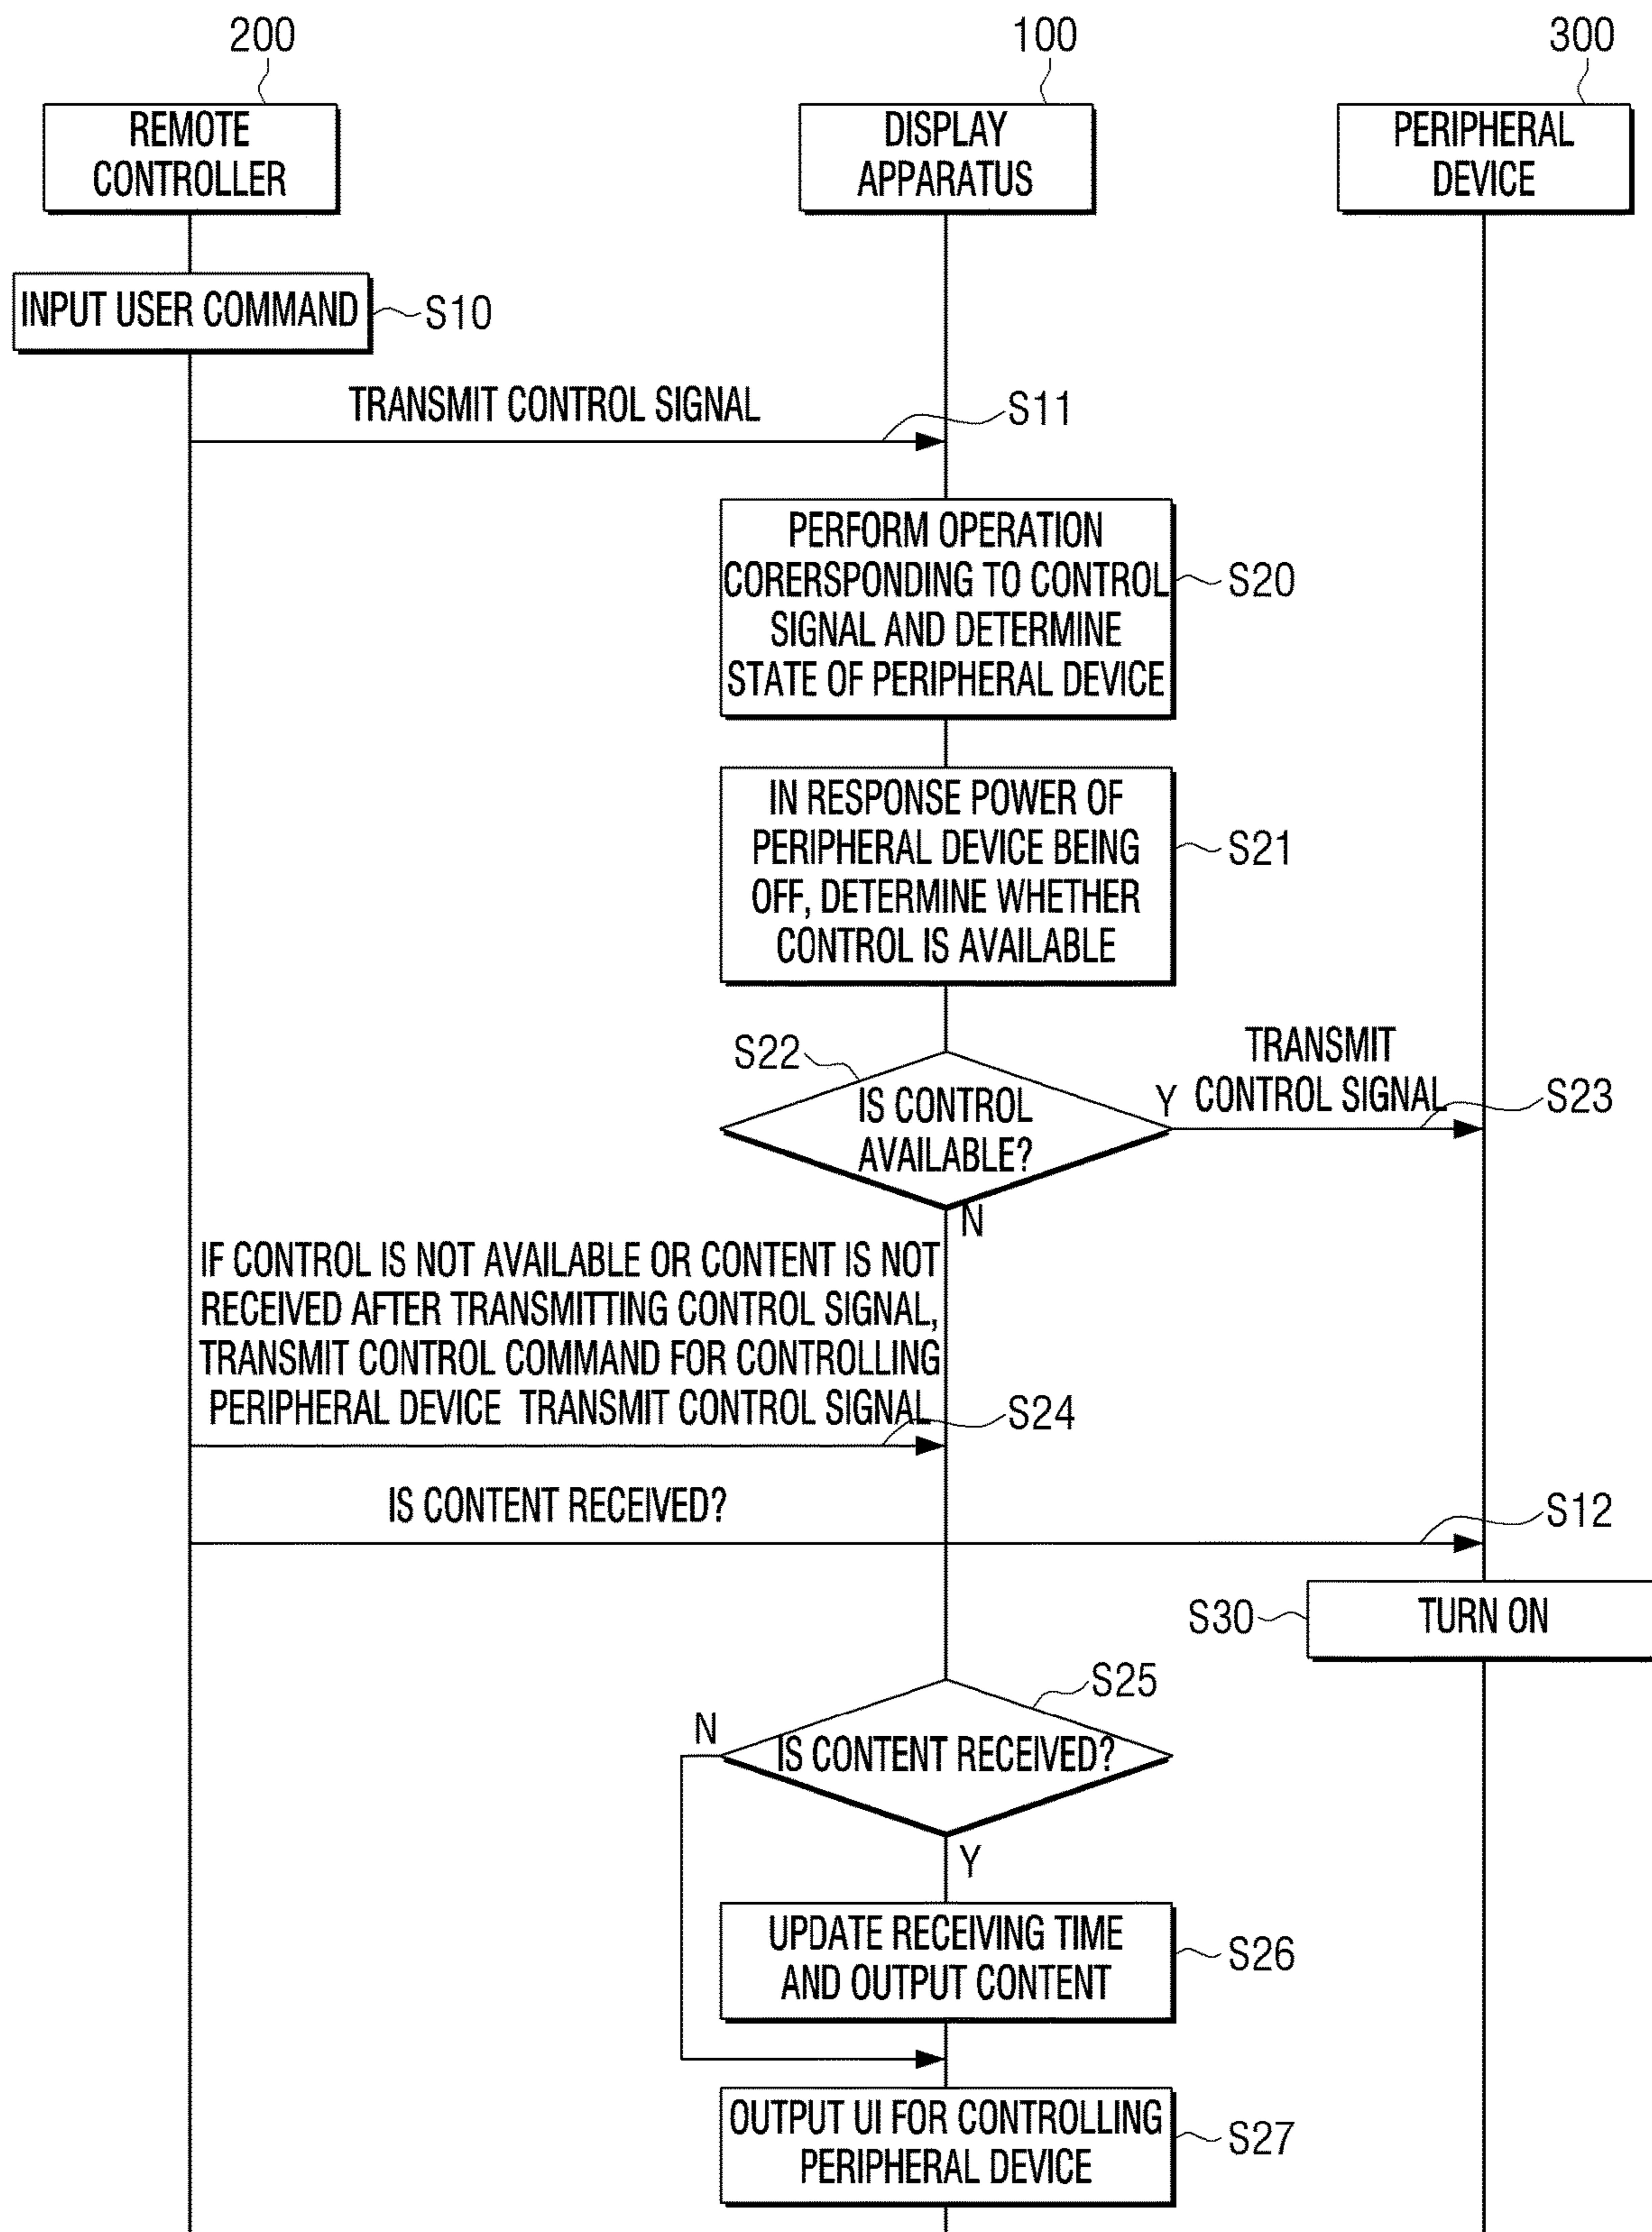 200
100
300
REMOTE
CONTROLLER
DISPLAY
APPARATUS
PERIPHERAL
DEVICE
INPUT USER COMMAND
S10
TRANSMIT CONTROL SIGNAL
S11
PERFORM OPERATION
CORERSPONDING TO CONTROL
SIGNAL AND DETERMINE
STATE OF PERIPHERAL DEVICE
S20
IN RESPONSE POWER OF
PERIPHERAL DEVICE BEING
OFF, DETERMINE WHETHER
CONTROL IS AVAILABLE
S21
S22
IS CONTROL
AVAILABLE?
Y
TRANSMIT
CONTROL SIGNAL
S23
N
IF CONTROL IS NOT AVAILABLE OR CONTENT IS NOT
RECEIVED AFTER TRANSMITTING CONTROL SIGNAL,
TRANSMIT CONTROL COMMAND FOR CONTROLLING
PERIPHERAL DEVICE TRANSMIT CONTROL SIGNAL
S24
IS CONTENT RECEIVED?
S12
S30
TURN ON
S25
N
IS CONTENT RECEIVED?
Y
UPDATE RECEIVING TIME
AND OUTPUT CONTENT
S26
OUTPUT UI FOR CONTROLLING
PERIPHERAL DEVICE
S27